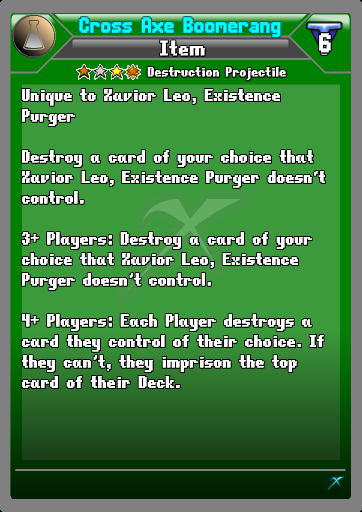 Cross Axe Boomerang
Item
6
Destruction Projectile
Unique to Xavior Leo, Existence
Purger
Destroy a card of your choice that
Xavior Leo, Existence Purger doesn't
control.
3+ Players: Destroy a card of your
choice that Xavior Leo, Existence
Purger doesn't control.
4+ Players: Each Player destroys a
card they control of their choice. If
they can't, they imprison the top
card of their Deck.